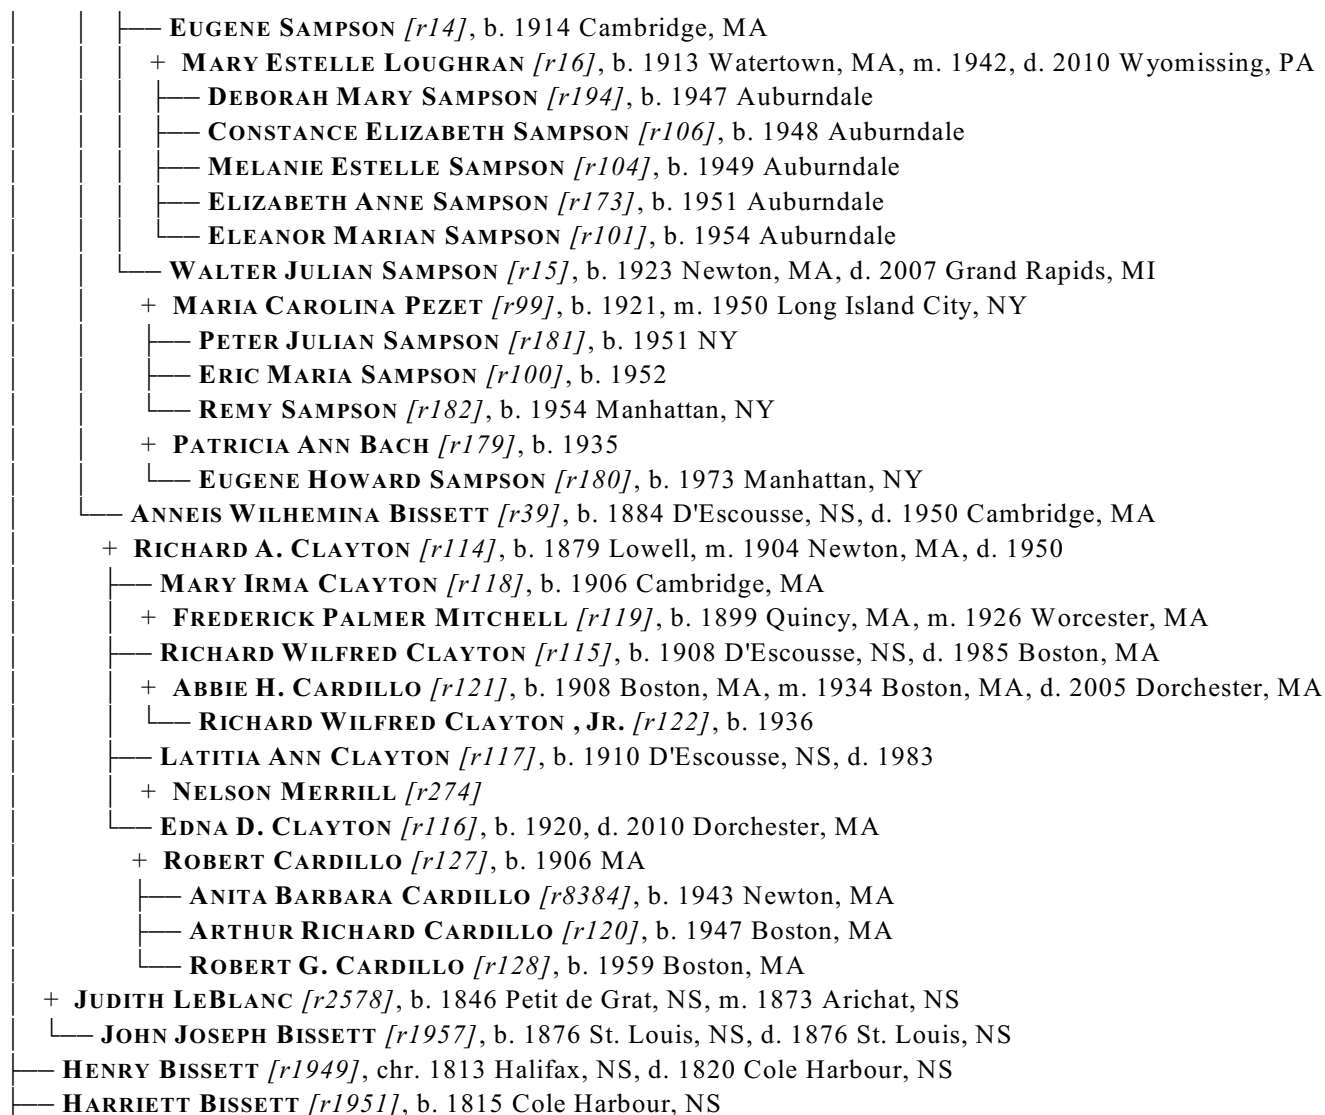 EUGENE SAMPSON [r14], b. 1914 Cambridge, MA
+ MARY ESTELLE LOUGHRAN [r16], b. 1913 Watertown, MA, m. 1942, d. 2010 Wyomissing, PA
DEBORAH MARY SAMPSON [r194], b. 1947 Auburndale
CONSTANCE ELIZABETH SAMPSON [r106], b. 1948 Auburndale
MELANIE ESTELLE SAMPSON [r104], b. 1949 Auburndale
ELIZABETH ANNE SAMPSON [r173], b. 1951 Auburndale
ELEANOR MARIAN SAMPSON [r101], b. 1954 Auburndale
WALTER JULIAN SAMPSON [r15], b. 1923 Newton, MA, d. 2007 Grand Rapids, MI
+ MARIA CAROLINA PEZET [r99], b. 1921, m. 1950 Long Island City, NY
PETER JULIAN SAMPSON [r181], b. 1951 NY
ERIC MARIA SAMPSON [r100], b. 1952
REMY SAMPSON [r182], b. 1954 Manhattan, NY
+ PATRICIA ANN BACH [r179], b. 1935
EUGENE HOWARD SAMPSON [r180], b. 1973 Manhattan, NY
ANNEIS WILHEMINA BISSETT [r39], b. 1884 D'Escousse, NS, d. 1950 Cambridge, MA
+ RICHARD A. CLAYTON [r114], b. 1879 Lowell, m. 1904 Newton, MA, d. 1950
MARY IRMA CLAYTON [r118], b. 1906 Cambridge, MA
+ FREDERICK PALMER MITCHELL [r119], b. 1899 Quincy, MA, m. 1926 Worcester, MA
RICHARD WILFRED CLAYTON [r115], b. 1908 D'Escousse, NS, d. 1985 Boston, MA
+ ABBIE H. CARDILLO [r121], b. 1908 Boston, MA, m. 1934 Boston, MA, d. 2005 Dorchester, MA
RICHARD WILFRED CLAYTON , JR. [r122], b. 1936
LATITIA ANN CLAYTON [r117], b. 1910 D'Escousse, NS, d. 1983
+ NELSON MERRILL [r274]
EDNA D. CLAYTON [r116], b. 1920, d. 2010 Dorchester, MA
+ ROBERT CARDILLO [r127], b. 1906 MA
ANITA BARBARA CARDILLO [r8384], b. 1943 Newton, MA
ARTHUR RICHARD CARDILLO [r120], b. 1947 Boston, MA
ROBERT G. CARDILLO [r128], b. 1959 Boston, MA
+ JUDITH LEBLANC [r2578], b. 1846 Petit de Grat, NS, m. 1873 Arichat, NS
JOHN JOSEPH BISSETT [r1957], b. 1876 St. Louis, NS, d. 1876 St. Louis, NS
HENRY BISSETT [r1949], chr. 1813 Halifax, NS, d. 1820 Cole Harbour, NS
HARRIETT BISSETT [r1951], b. 1815 Cole Harbour, NS